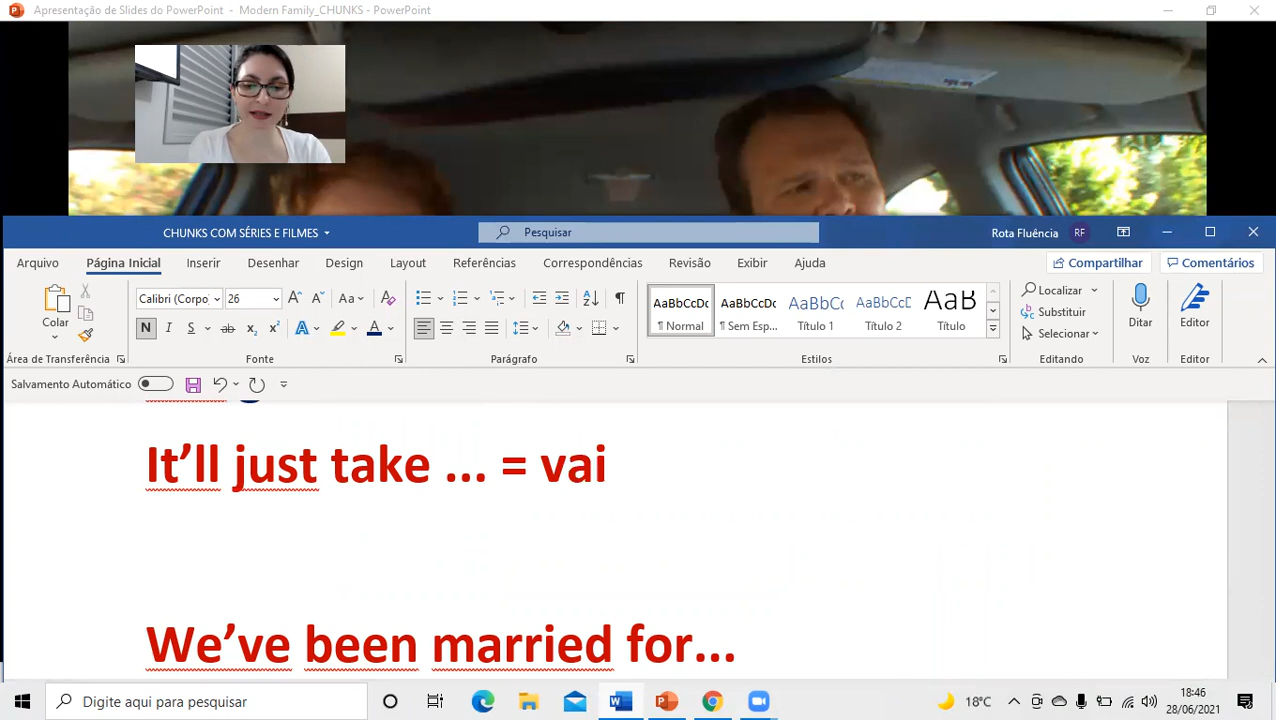 Apresentação de Slides do PowerPoint - Modern Family_CHUNKS - PowerPoint
CHUNKS COM SÉRIES E FILMES
Pesquisar
Rota Fluência
RF
Arquivo
Página Inicial
Inserir
Desenhar
Design
Layout
Referências
Correspondências
Revisão
Exibir
Ajuda
Compartilhar
Comentários
Colar
Área de Transferência
Calibri (Corpo)
26
Aa
N
I
S
Fonte
Parágrafo
AaBbCcDc
¶ Normal
AaBbCcDc
¶ Sem Esp...
AaBbCc
Título 1
AaBbCcD
Título 2
AaB
Título
Estilos
Localizar
Substituir
Selecionar
Editando
Ditar
Voz
Editor
Editor
Salvamento Automático
It’ll just take ... = vai
We’ve been married for...
Digite aqui para pesquisar
18°C
18:46
28/06/2021